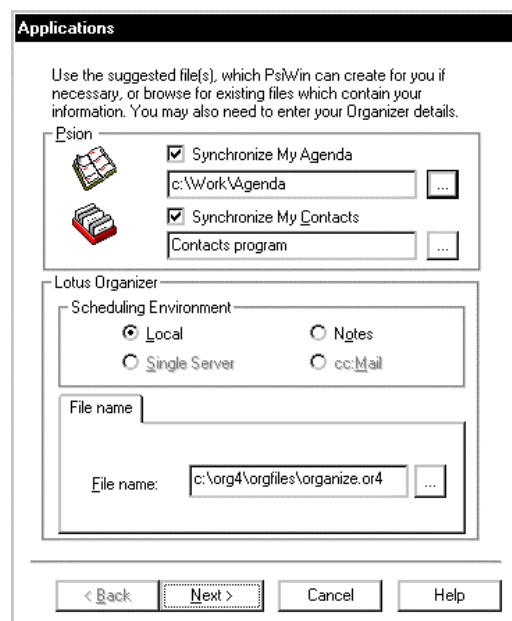 Applications
Use the suggested file(s), which PsiWin can create for you if
necessary, or browse for existing files which contain your
information. You may also need to enter your Organizer details.
Psion
Synchronize My Agenda
c:\Work\Agenda ...
Synchronize My Contacts
Contacts program ...
Lotus Organizer
Scheduling Environment
Local Notes
Single Server cc:Mail
File name
File name: c:\org4\orgfiles\organize.or4 ...
< Back Next > Cancel Help